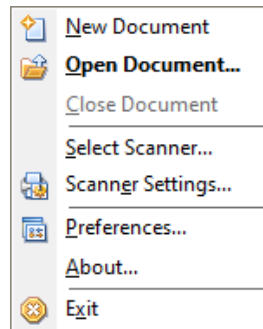 New Document
Open Document...
Close Document
Select Scanner...
Scanner Settings...
Preferences...
About...
Exit